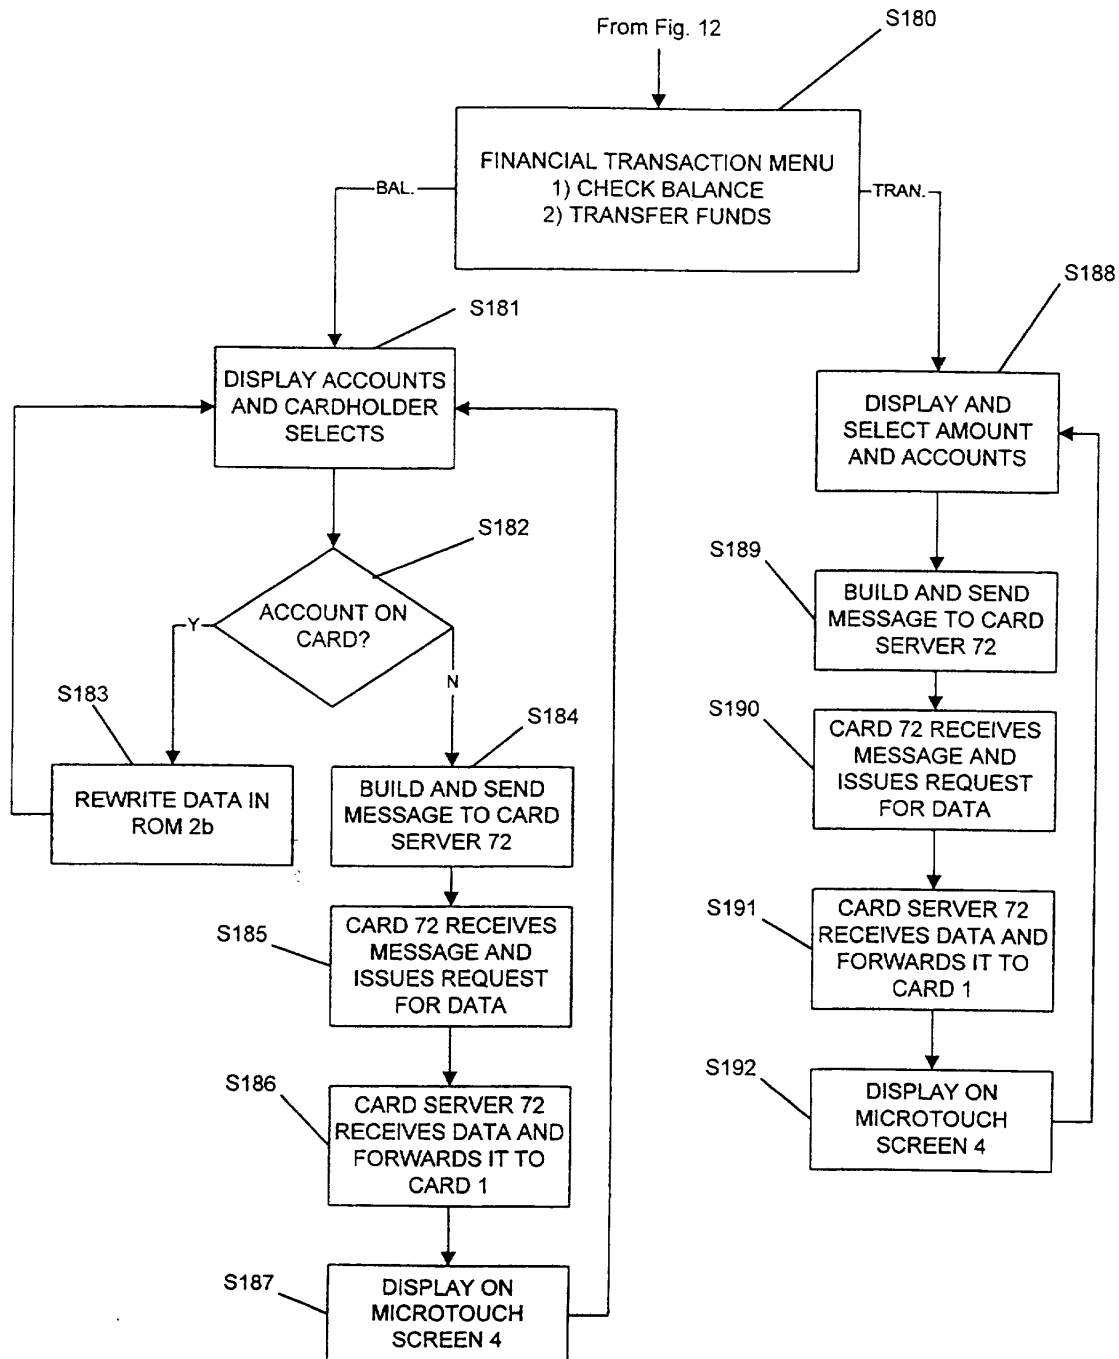 From Fig. 12
S180
FINANCIAL TRANSACTION MENU
1) CHECK BALANCE
2) TRANSFER FUNDS
BAL.
TRAN.
S181
DISPLAY ACCOUNTS
AND CARDHOLDER
SELECTS
S182
ACCOUNT ON
CARD?
Y
N
S183
REWRITE DATA IN
ROM 2b
S184
BUILD AND SEND
MESSAGE TO CARD
SERVER 72
S185
CARD 72 RECEIVES
MESSAGE AND
ISSUES REQUEST
FOR DATA
S186
CARD SERVER 72
RECEIVES DATA AND
FORWARDS IT TO
CARD 1
S187
DISPLAY ON
MICROTOUCH
SCREEN 4
S188
DISPLAY AND
SELECT AMOUNT
AND ACCOUNTS
S189
BUILD AND SEND
MESSAGE TO CARD
SERVER 72
S190
CARD 72 RECEIVES
MESSAGE AND
ISSUES REQUEST
FOR DATA
S191
CARD SERVER 72
RECEIVES DATA AND
FORWARDS IT TO
CARD 1
S192
DISPLAY ON
MICROTOUCH
SCREEN 4